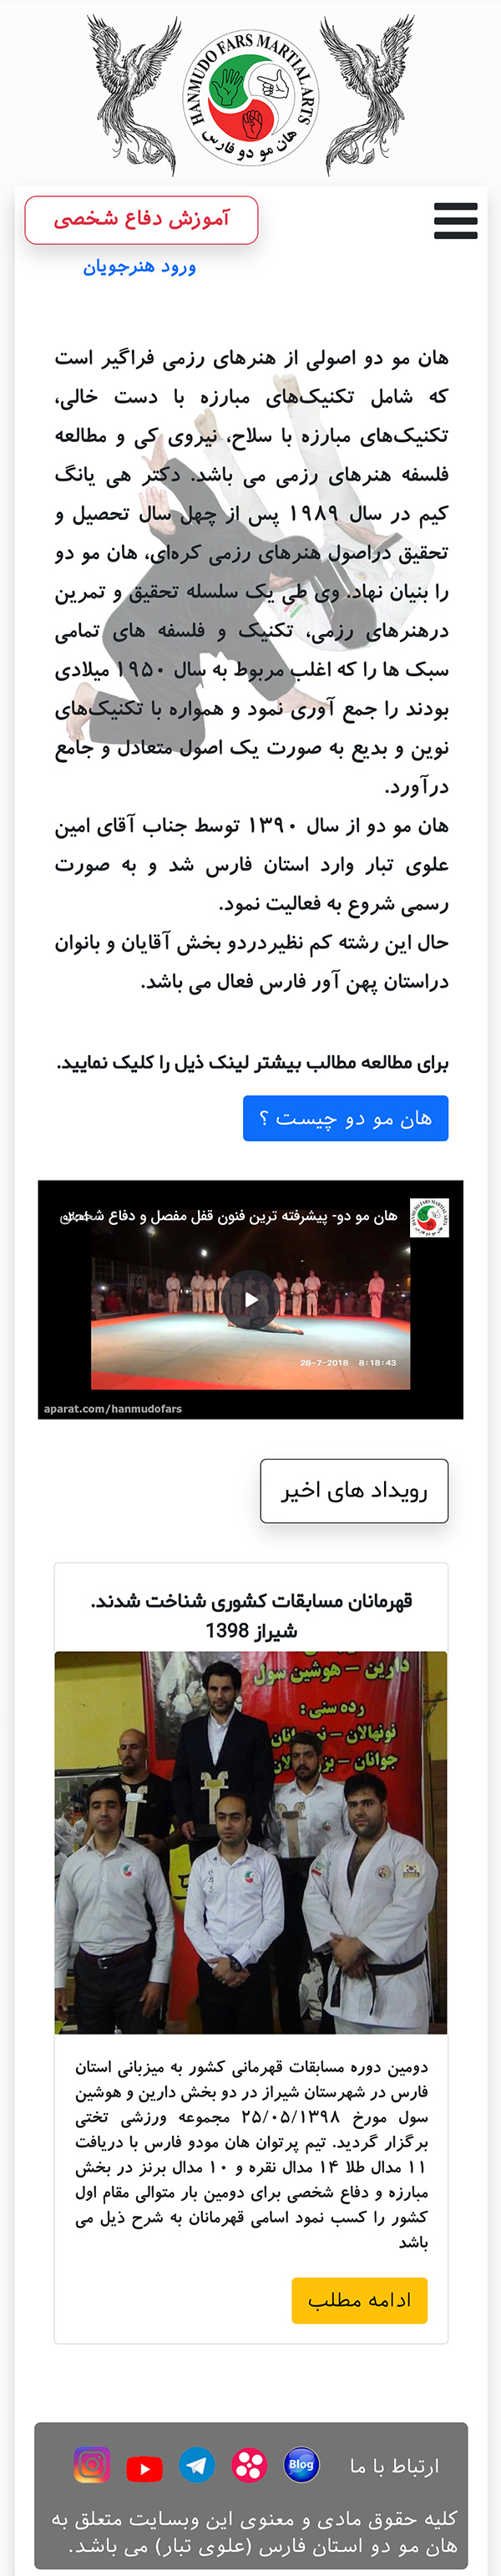 HANMUDO FARS MARTIAL ARTS
هان مو دو فارس
آموزش دفاع شخصی
ورود هنرجویان
هان مو دو اصولی از هنرهای رزمی فراگیر است
که شامل تکنیک‌های مبارزه با دست خالی،
تکنیک‌های مبارزه با سلاح، نیروی کی و مطالعه
فلسفه هنرهای رزمی می باشد. دکتر هی یانگ
کیم در سال ۱۹۸۹ پس از چهل سال تحصیل و
تحقیق دراصول هنرهای رزمی کره‌ای، هان مو دو
را بنیان نهاد. وی طی یک سلسله تحقیق و تمرین
درهنرهای رزمی، تکنیک و فلسفه های تمامی
سبک ها را که اغلب مربوط به سال ۱۹۵۰ میلادی
بودند را جمع آوری نمود و همواره با تکنیک‌های
نوین و بدیع به صورت یک اصول متعادل و جامع
درآورد.
هان مو دو از سال ۱۳۹۰ توسط جناب آقای امین
علوی تبار وارد استان فارس شد و به صورت
رسمی شروع به فعالیت نمود.
حال این رشته کم نظیردردو بخش آقایان و بانوان
دراستان پهن آور فارس فعال می باشد.
برای مطالعه مطالب بیشتر لینک ذیل را کلیک نمایید.
هان مو دو چیست ؟
هان مو دو- پیشرفته ترین فنون قفل مفصل و دفاع
28-7-2018 8:18:43
aparat.com/hanmudofars
رویداد های اخیر
قهرمانان مسابقات کشوری شناخت شدند.
شیراز 1398
دارین – هوشین سول
رده سنی :
نونهالان –
جوانان –
دومین دوره مسابقات قهرمانی کشور به میزبانی استان
فارس در شهرستان شیراز در دو بخش دارین و هوشین
سول مورخ ۲۵/۰۵/۱۳۹۸ مجموعه ورزشی تختی
برگزار گردید. تیم پرتوان هان مودو فارس با دریافت
۱۱ مدال طلا ۱۴ مدال نقره و ۱۰ مدال برنز در بخش
مبارزه و دفاع شخصی برای دومین بار متوالی مقام اول
کشور را کسب نمود اسامی قهرمانان به شرح ذیل می
باشد
ادامه مطلب
ارتباط با ما
Blog
کلیه حقوق مادی و معنوی این وبسایت متعلق به
هان مو دو استان فارس (علوی تبار) می باشد.